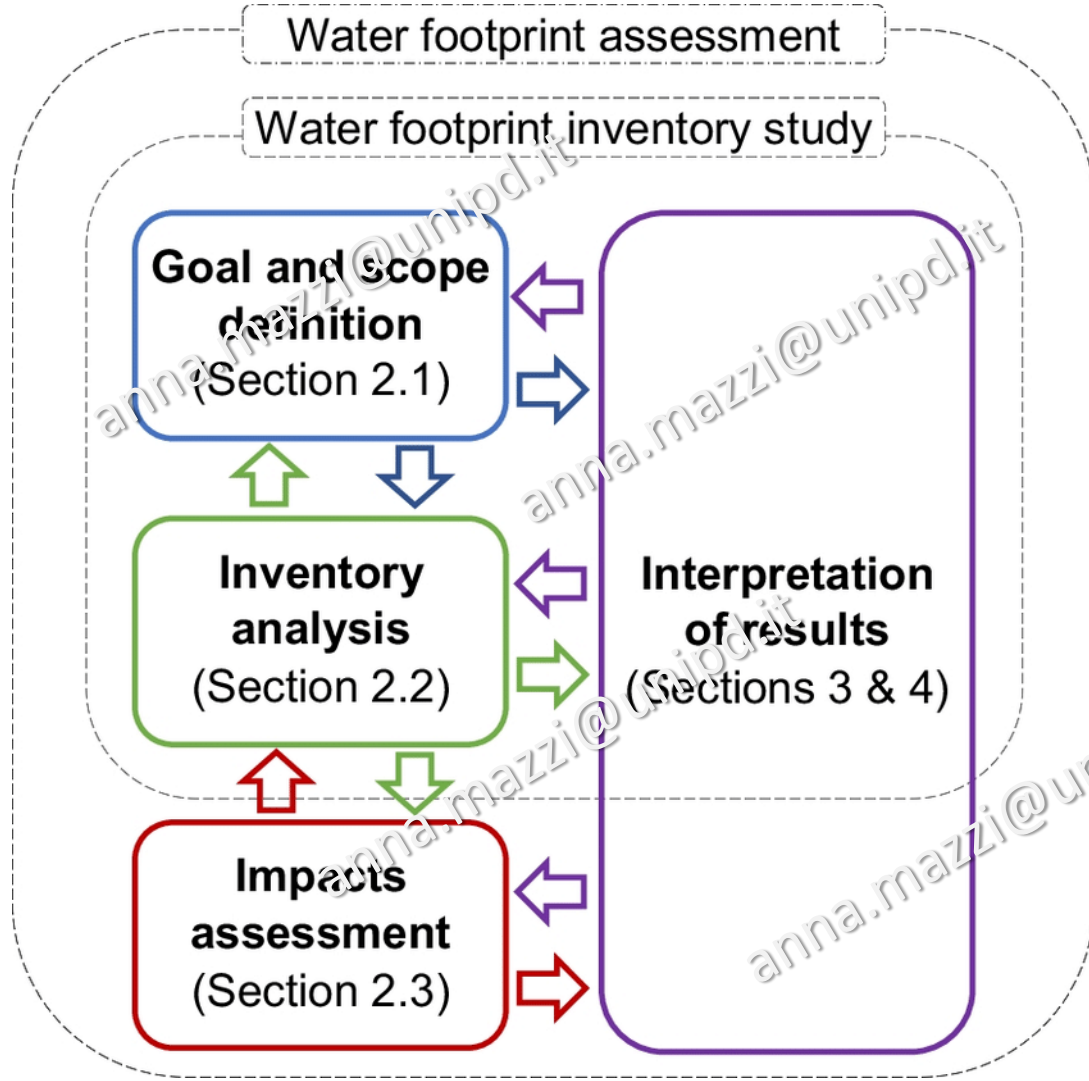 Water footprint assessment
Water footprint inventory study
Goal and scope
definition
(Section 2.1)
Inventory
analysis
(Section 2.2)
Impacts
assessment
(Section 2.3)
Interpretation
of results
(Sections 3 & 4)
anna.mazzi@unipd.it
anna.mazzi@unipd.it
anna.mazzi@unipd.it
anna.mazzi@u